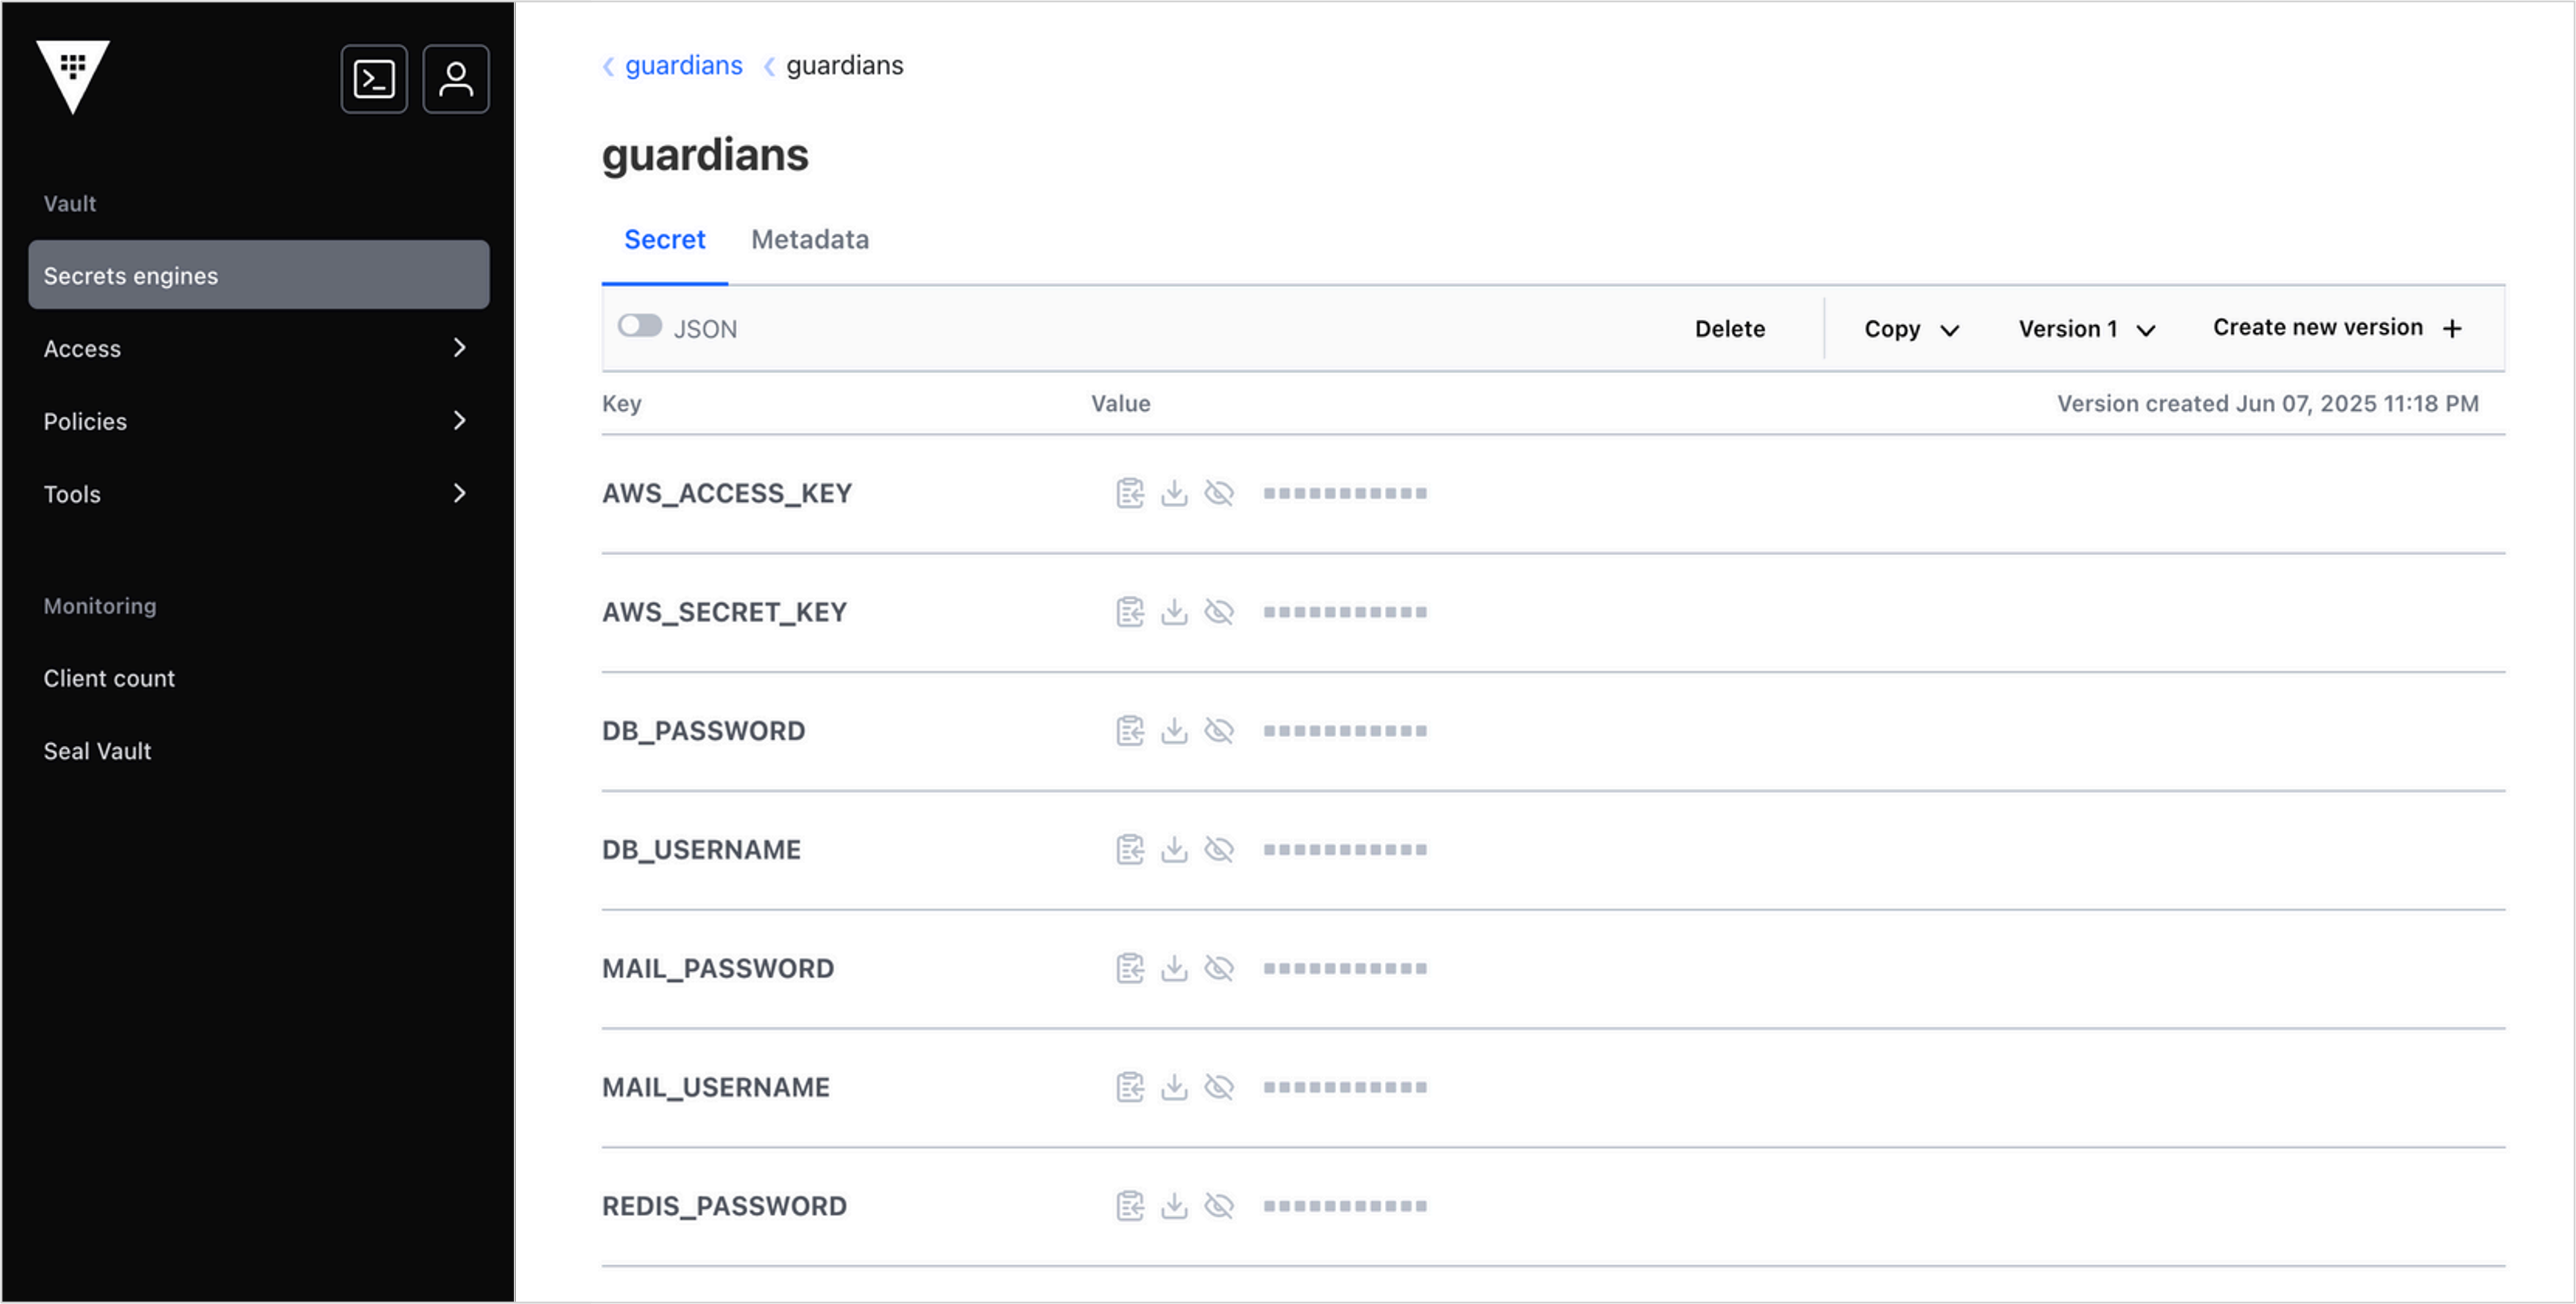 guardians guardians
guardians
Vault
Secret Metadata
Secrets engines
JSON Delete Copy Version 1 Create new version
Access
Key Value Version created Jun 07, 2025 11:18 PM
Policies
Tools
AWS_ACCESS_KEY
Monitoring
AWS_SECRET_KEY
Client count
DB_PASSWORD
Seal Vault
DB_USERNAME
MAIL_PASSWORD
MAIL_USERNAME
REDIS_PASSWORD